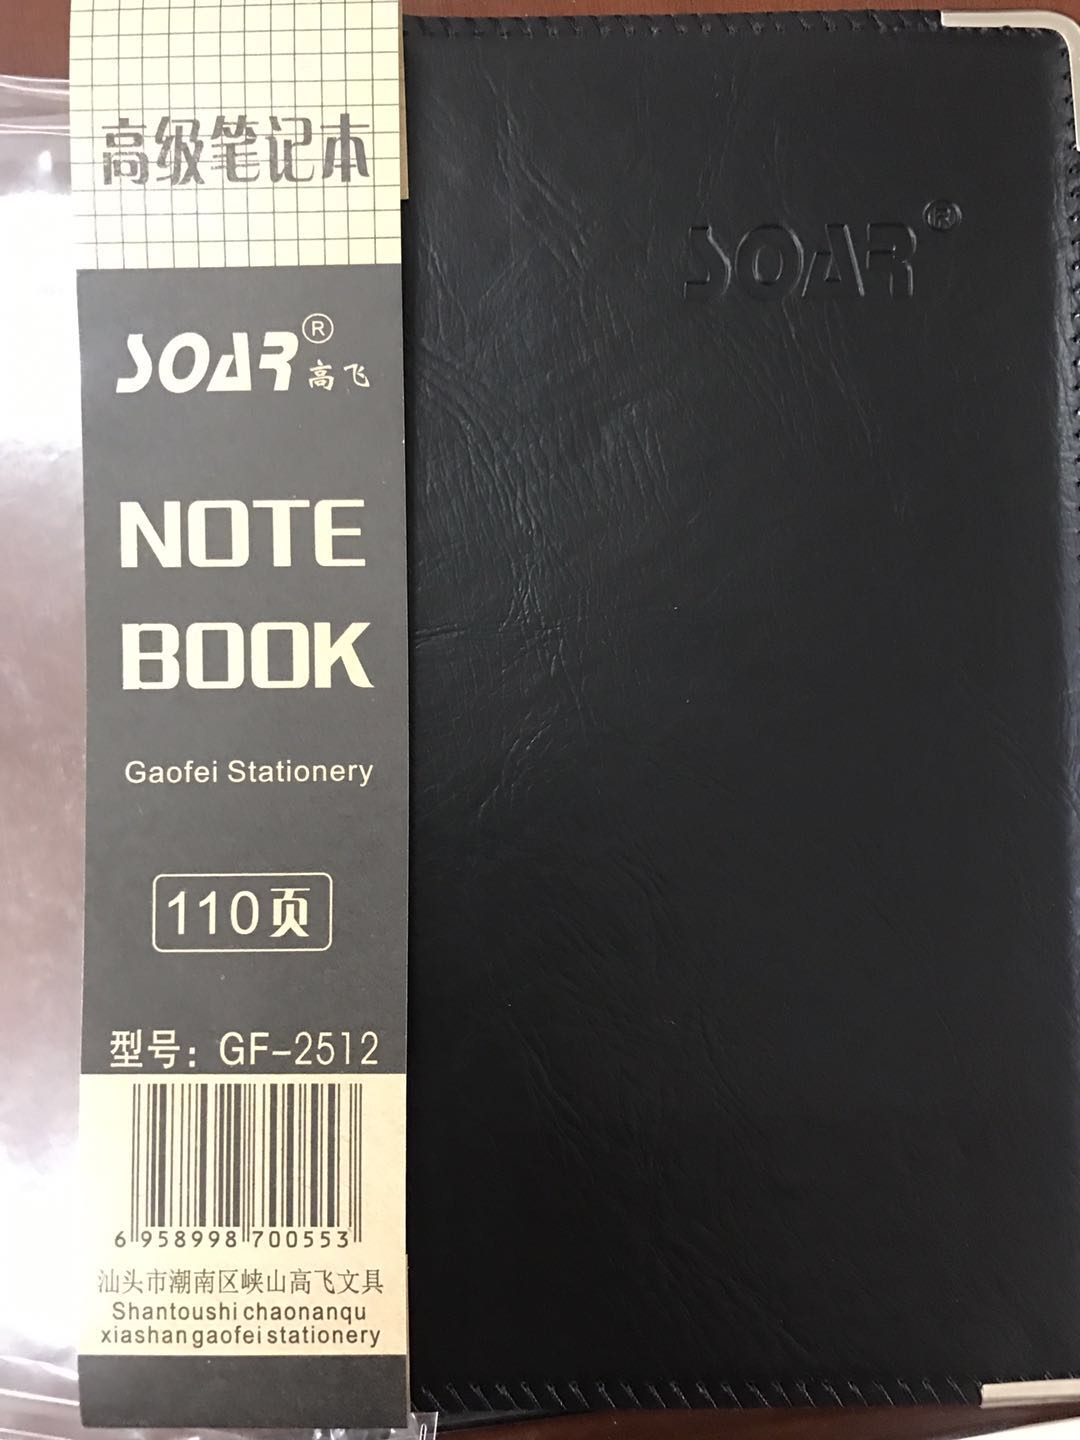 高级笔记本
SOAR®高飞
NOTE
BOOK
Gaofei Stationery
110页
型号：GF-2512
6 958998 700553
汕头市潮南区峡山高飞文具
Shantoushi chaonanqu
xiashan gaofei stationery
SOAR®